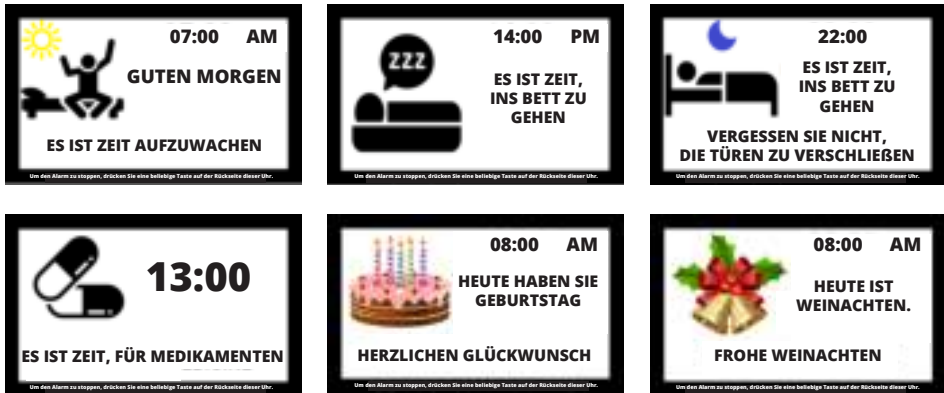 07:00 AM
GUTEN MORGEN
ES IST ZEIT AUFZUWACHEN
Um den Alarm zu stoppen, drücken Sie eine beliebige Taste auf der Rückseite dieser Uhr.
ZZZ
14:00 PM
ES IST ZEIT,
INS BETT ZU
GEHEN
Um den Alarm zu stoppen, drücken Sie eine beliebige Taste auf der Rückseite dieser Uhr.
22:00
ES IST ZEIT,
INS BETT ZU
GEHEN
VERGESSEN SIE NICHT,
DIE TÜREN ZU VERSCHLIEßEN
Um den Alarm zu stoppen, drücken Sie eine beliebige Taste auf der Rückseite dieser Uhr.
13:00
ES IST ZEIT, FÜR MEDIKAMENTEN
Um den Alarm zu stoppen, drücken Sie eine beliebige Taste auf der Rückseite dieser Uhr.
08:00 AM
HEUTE HABEN SIE
GEBURTSTAG
HERZLICHEN GLÜCKWUNSCH
Um den Alarm zu stoppen, drücken Sie eine beliebige Taste auf der Rückseite dieser Uhr.
08:00 AM
HEUTE IST
WEINACHTEN.
FROHE WEINACHTEN
Um den Alarm zu stoppen, drücken Sie eine beliebige Taste auf der Rückseite dieser Uhr.